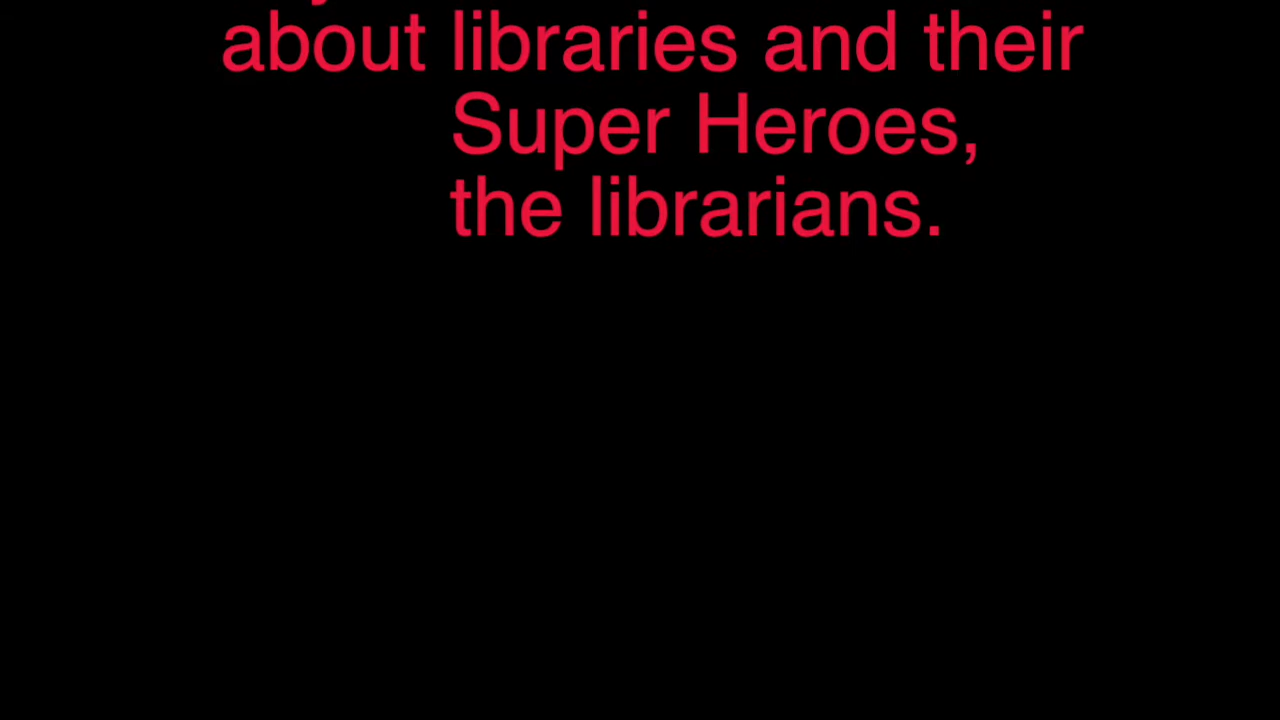 about libraries and their
Super Heroes,
the librarians.